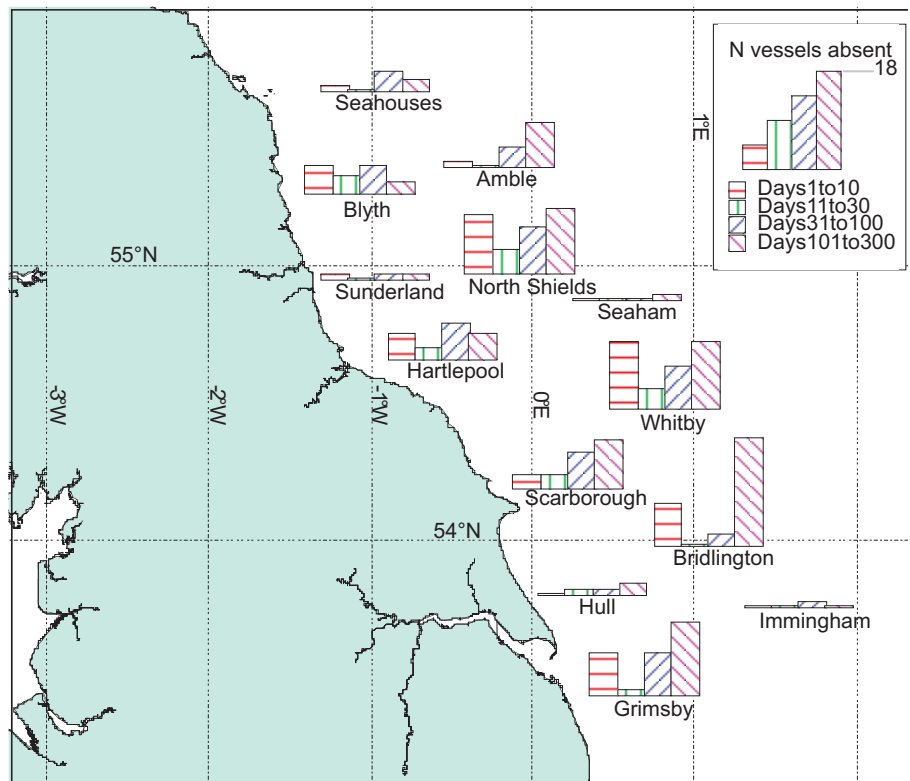 N vessels absent
18
Days1to10
Days11to30
Days31to100
Days101to300
1°E
Seahouses
Amble
Blyth
55°N
Sunderland
North Shields
Seaham
Hartlepool
-3°W
-2°W
-1°W
0°E
Whitby
Scarborough
54°N
Bridlington
Hull
Immingham
Grimsby